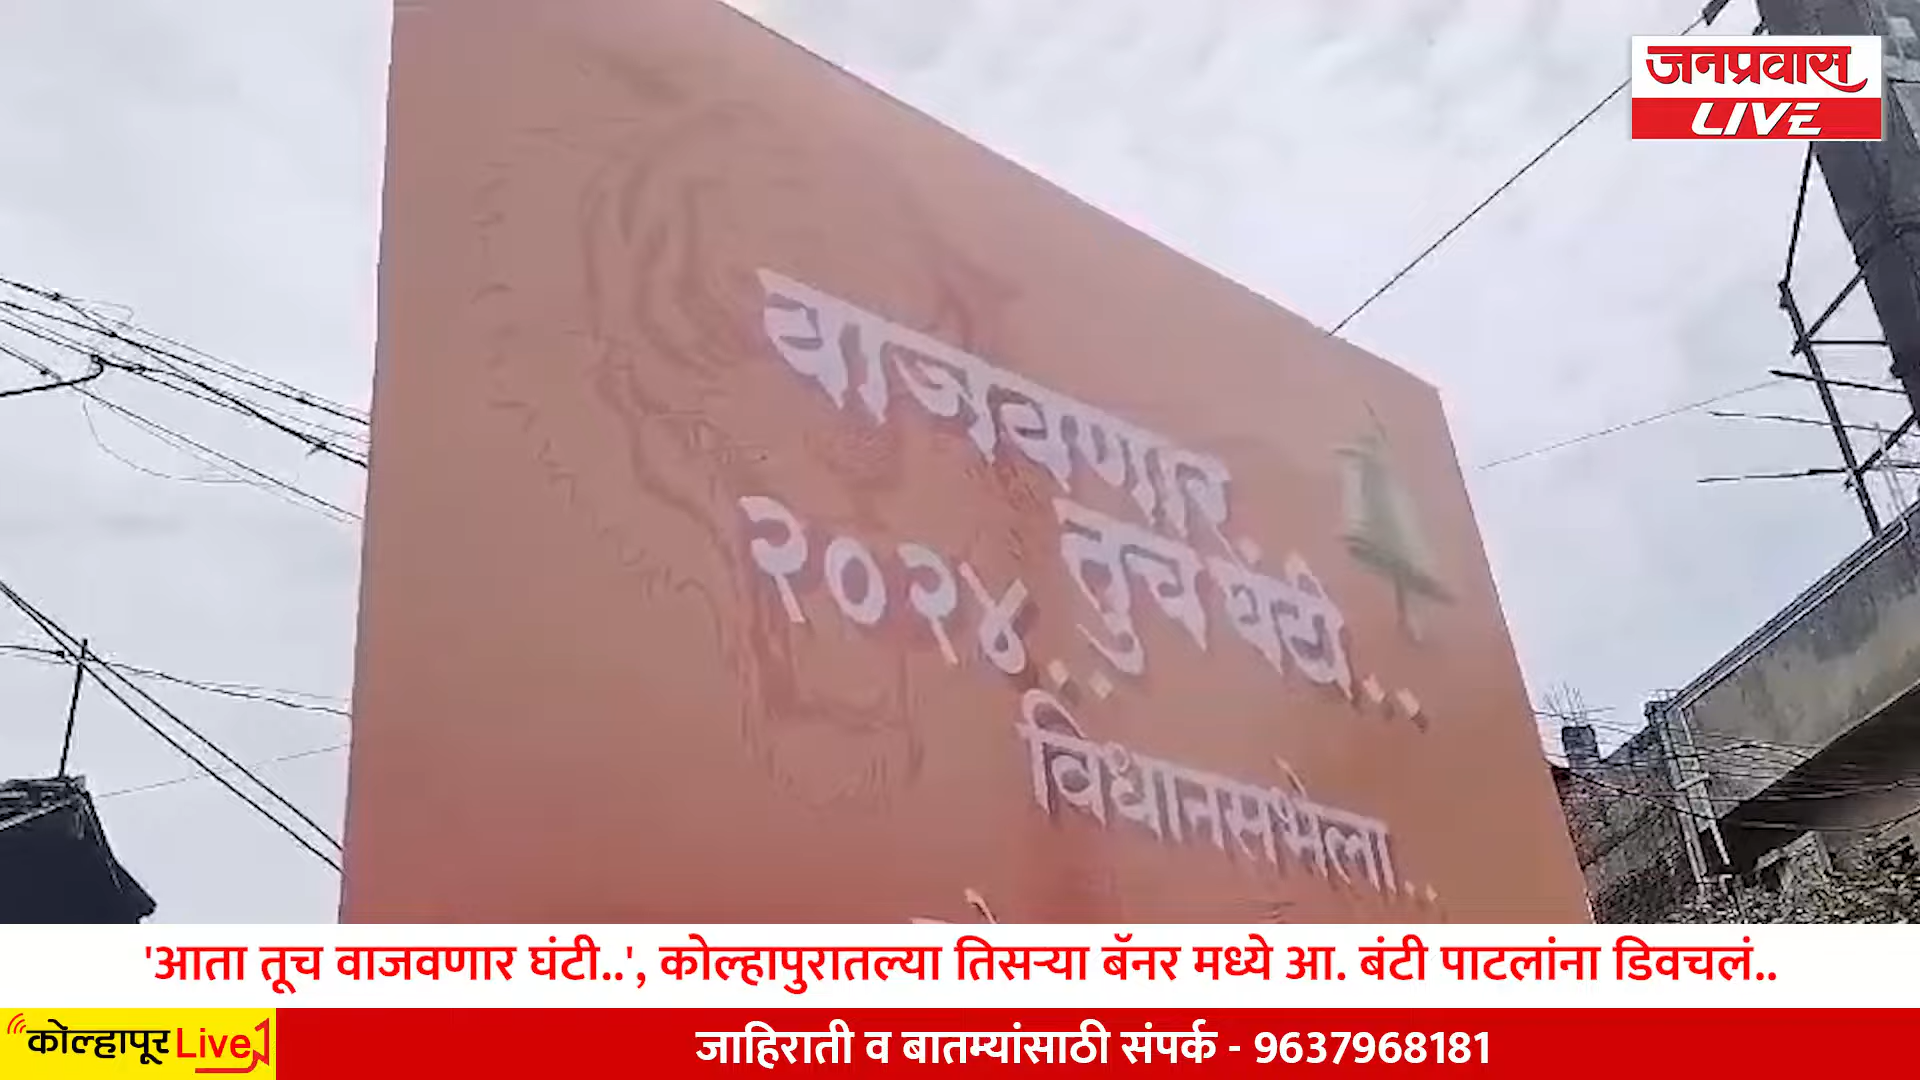 जनप्रवास
LIVE
वाजवणार
२०२४.. तुच घंटी..
विधानसभेला..
'आता तूच वाजवणार घंटी..', कोल्हापुरातल्या तिसऱ्या बॅनर मध्ये आ. बंटी पाटलांना डिवचलं..
कोल्हापूर Live
जाहिराती व बातम्यांसाठी संपर्क - 9637968181